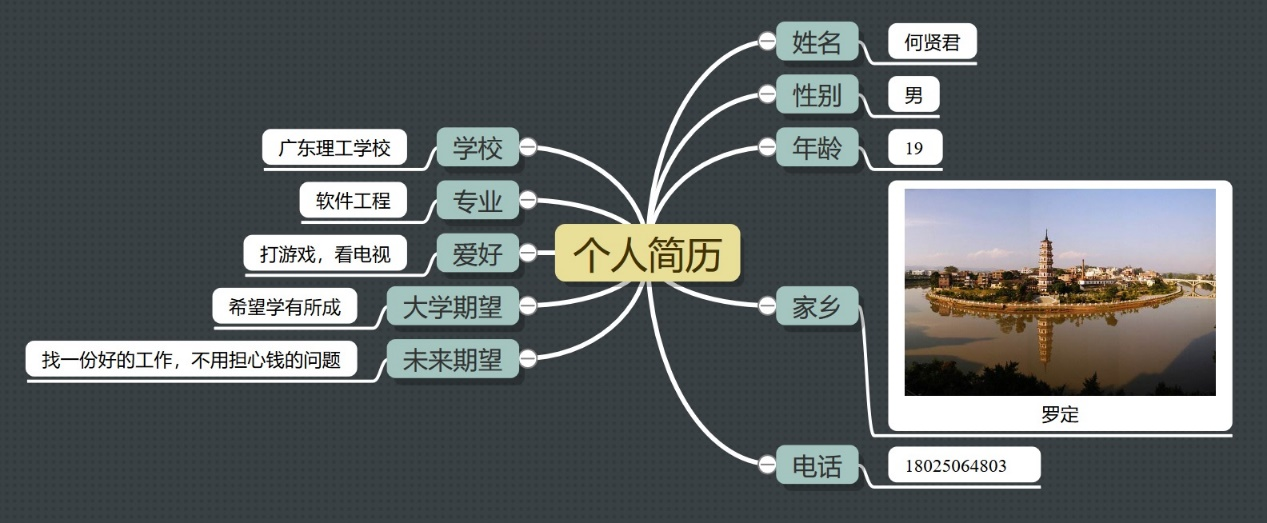 个人简历
姓名
何贤君
性别
男
年龄
19
家乡
罗定
电话
18025064803
学校
广东理工学校
专业
软件工程
爱好
打游戏，看电视
大学期望
希望学有所成
未来期望
找一份好的工作，不用担心钱的问题